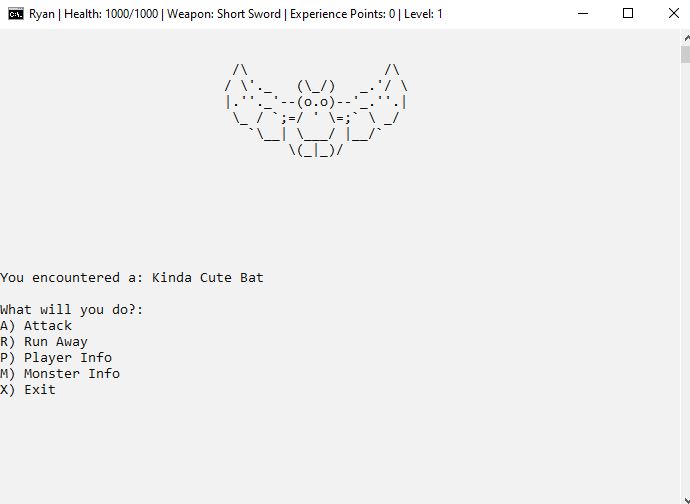 Ryan | Health: 1000/1000 | Weapon: Short Sword | Experience Points: 0 | Level: 1
You encountered a: Kinda Cute Bat
What will you do?:
A) Attack
R) Run Away
P) Player Info
M) Monster Info
X) Exit